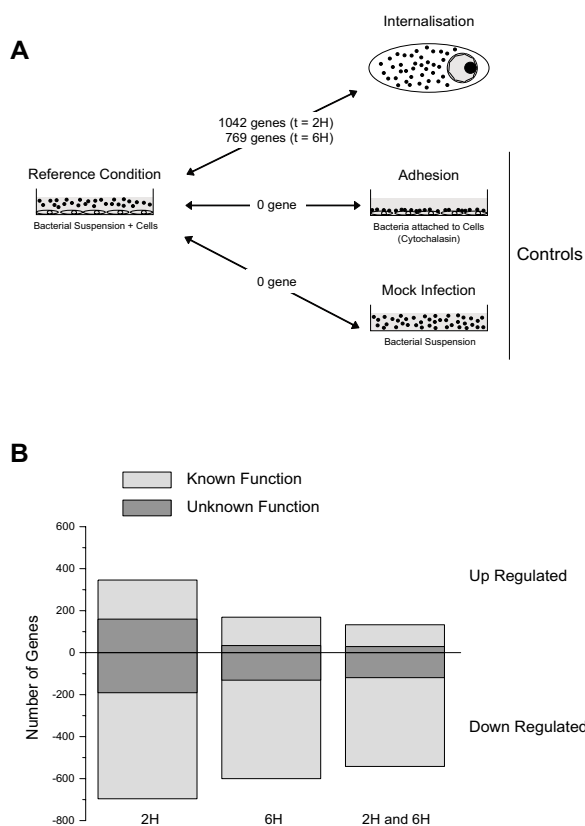 A
Internalisation
1042 genes (t = 2H)
769 genes (t = 6H)
Reference Condition
Bacterial Suspension + Cells
0 gene
Adhesion
Bacteria attached to Cells
(Cytochalasin)
Controls
0 gene
Mock Infection
Bacterial Suspension
B
Known Function
Unknown Function
Number of Genes
600
400
200
0
-200
-400
-600
-800
Up Regulated
Down Regulated
2H
6H
2H and 6H